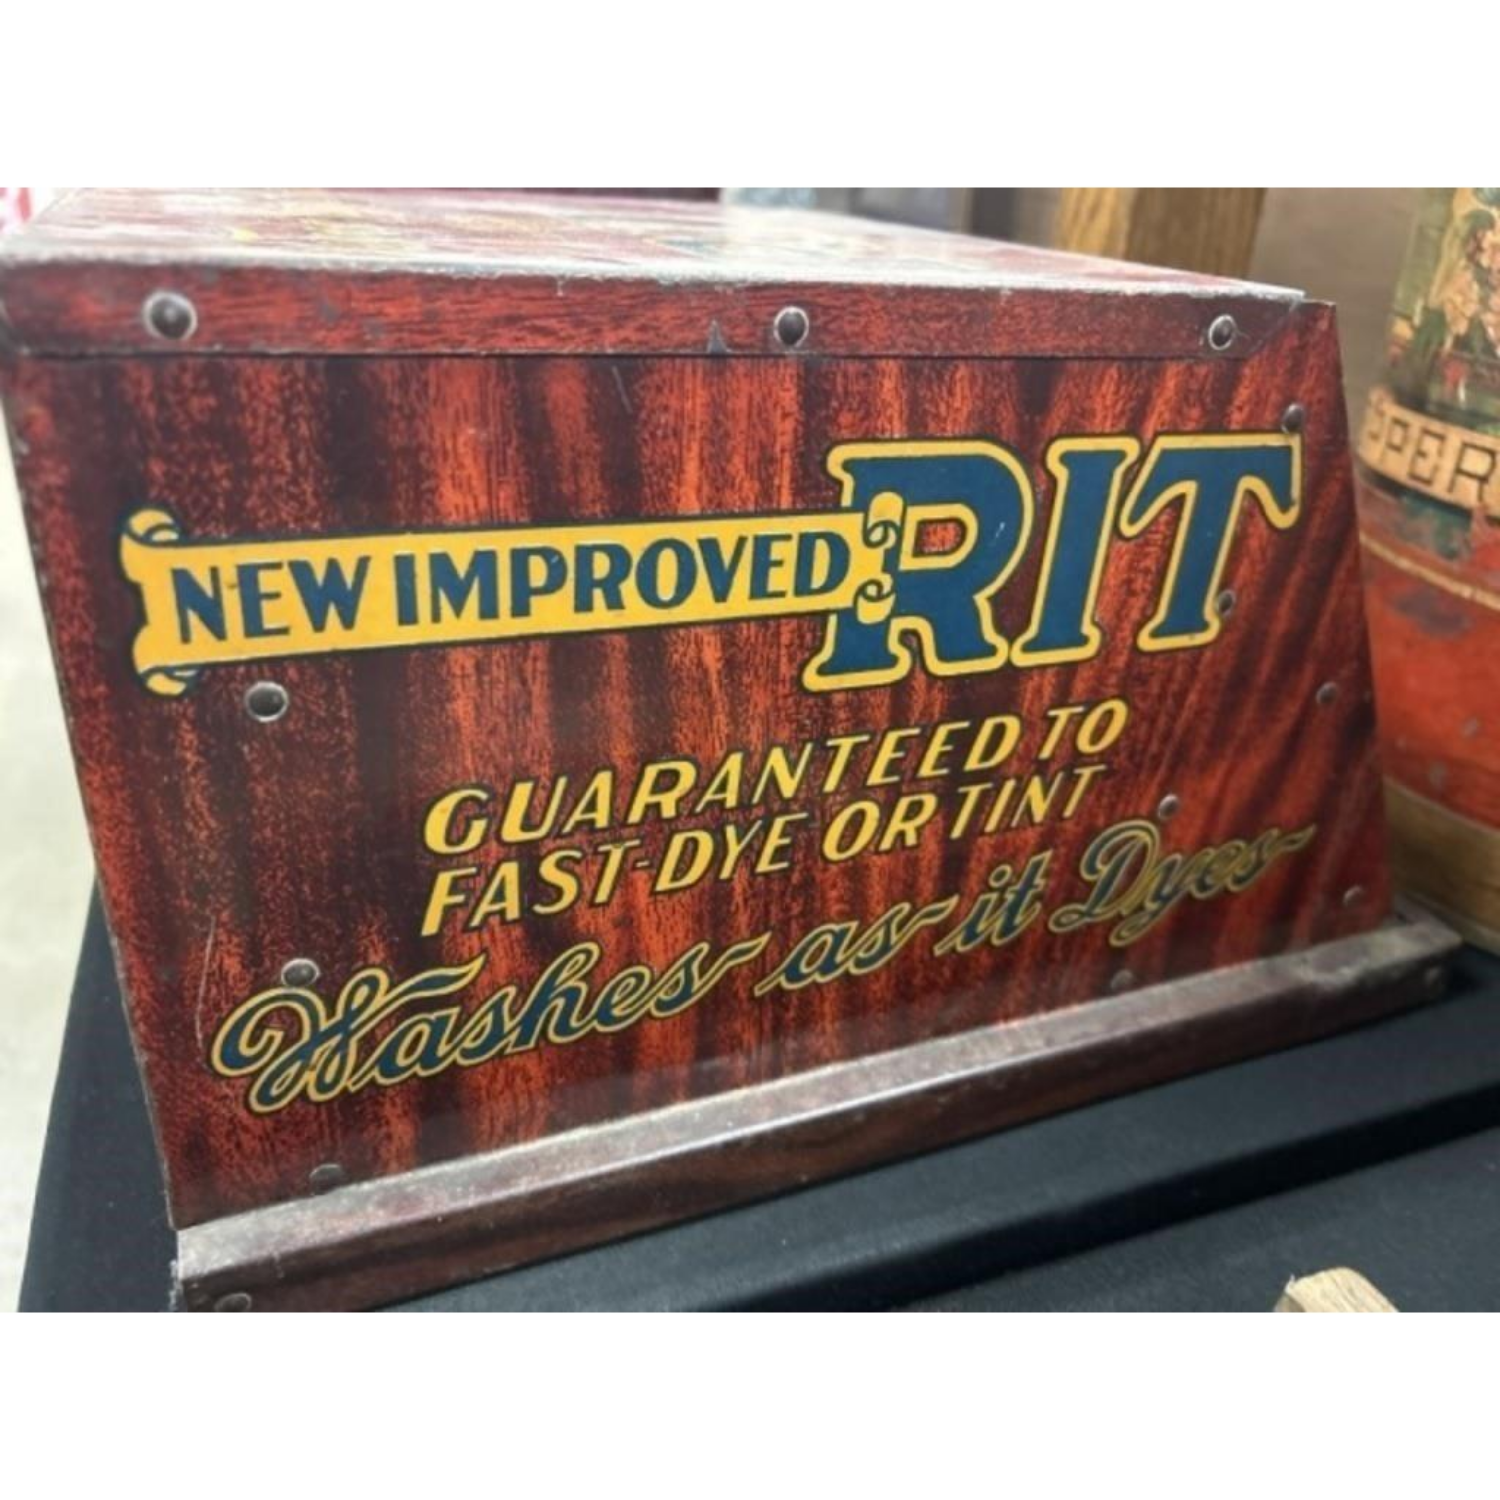 NEW IMPROVED RIT
GUARANTEED TO
FAST-DYE OR TINT
Washes as it Dyes